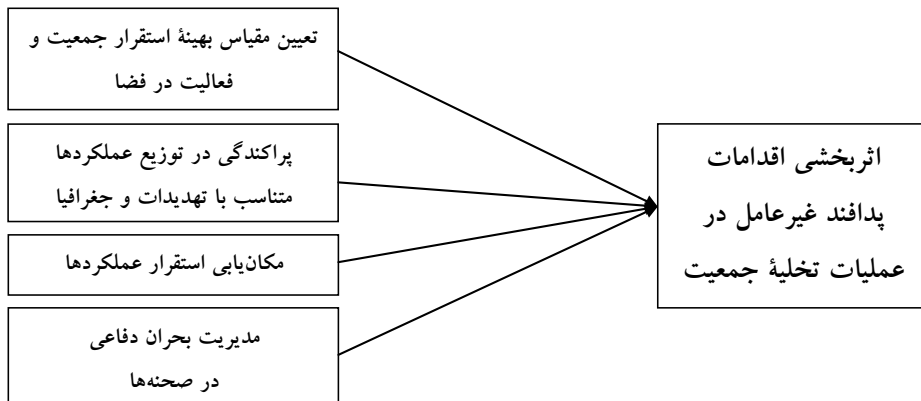 تعیین مقیاس بهینهٔ استقرار جمعیت و
فعالیت در فضا
پراکندگی در توزیع عملکردها
متناسب با تهدیدات و جغرافیا
مکان‌یابی استقرار عملکردها
مدیریت بحران دفاعی
در صحنه‌ها
اثربخشی اقدامات
پدافند غیرعامل در
عملیات تخلیهٔ جمعیت